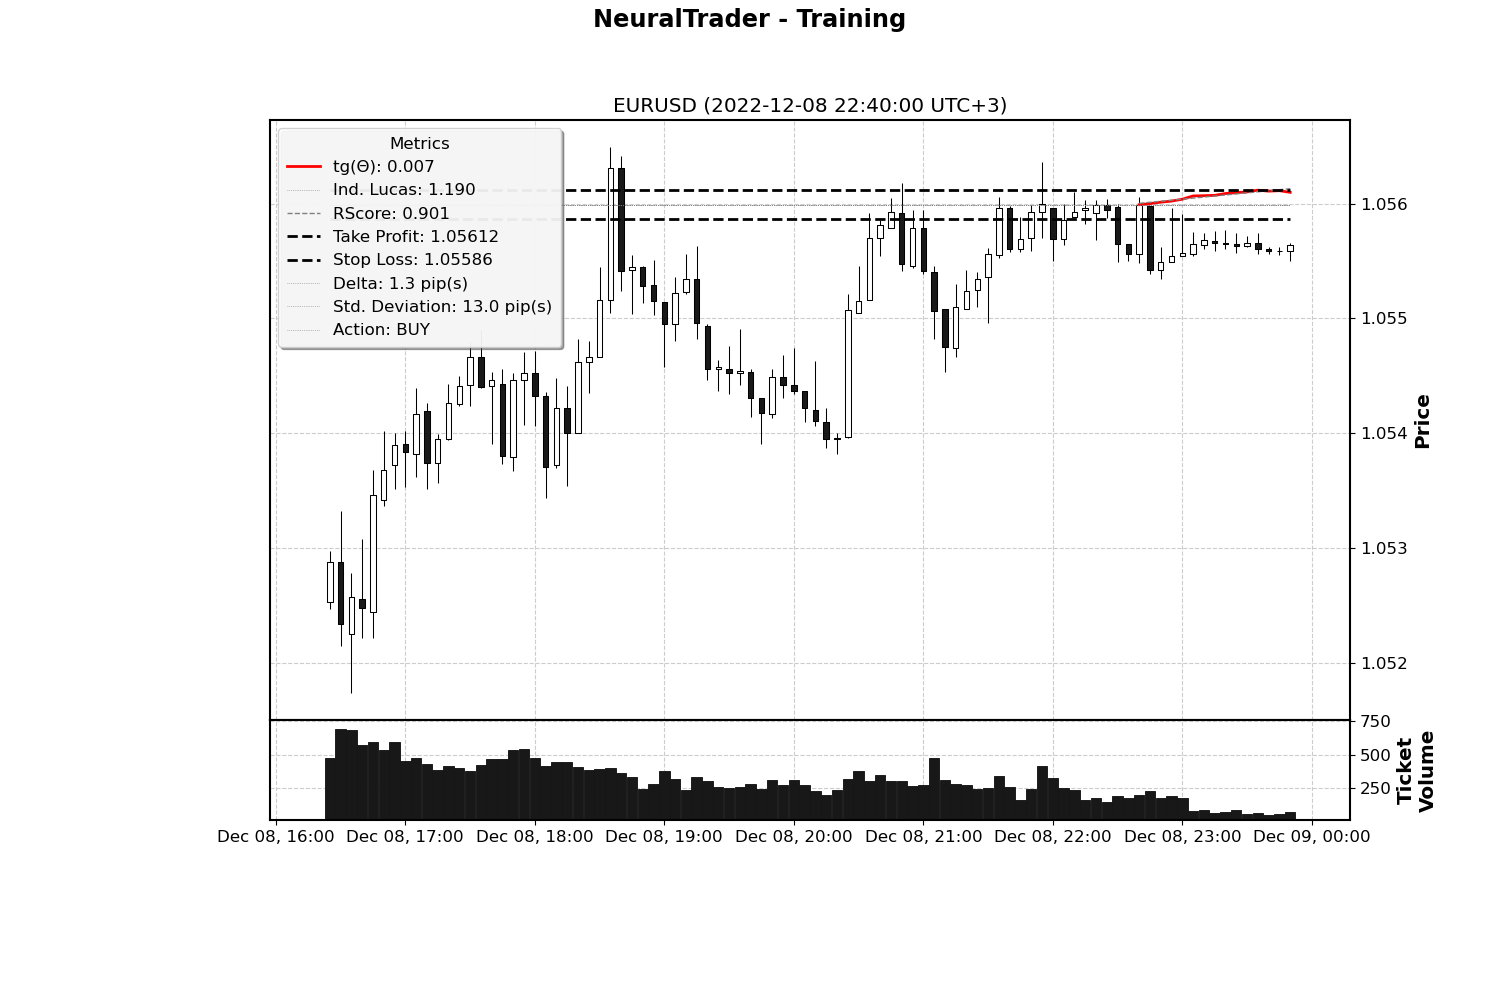 NeuralTrader - Training
EURUSD (2022-12-08 22:40:00 UTC+3)
Metrics
tg(Θ): 0.007
Ind. Lucas: 1.190
RScore: 0.901
Take Profit: 1.05612
Stop Loss: 1.05586
Delta: 1.3 pip(s)
Std. Deviation: 13.0 pip(s)
Action: BUY
1.056
1.055
1.054
1.053
1.052
Price
750
500
250
Ticket
Volume
Dec 08, 16:00 Dec 08, 17:00 Dec 08, 18:00 Dec 08, 19:00 Dec 08, 20:00 Dec 08, 21:00 Dec 08, 22:00 Dec 08, 23:00 Dec 09, 00:00